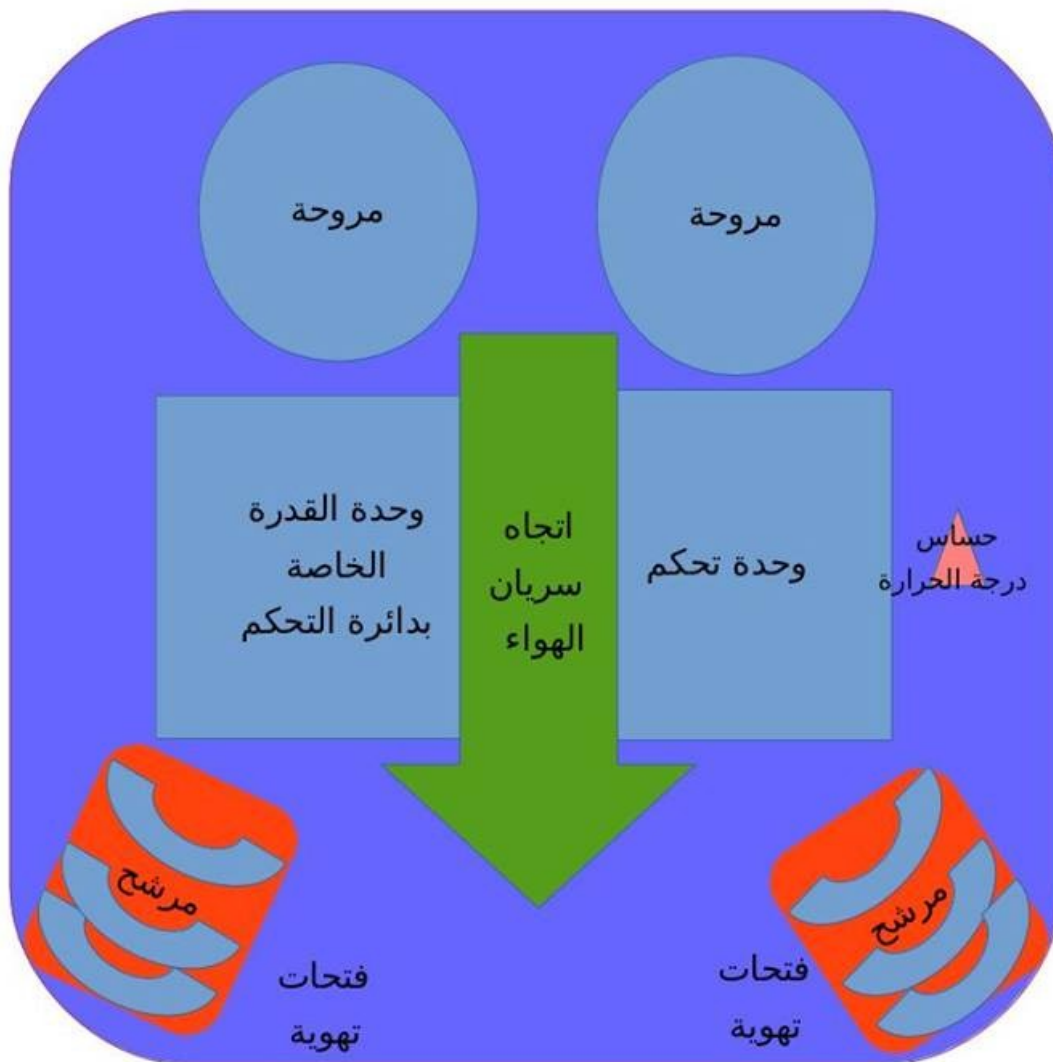 مروحة
مروحة
وحدة تحكم
اتجاه
سريان
الهواء
وحدة القدرة
الخاصة
بدائرة التحكم
حساس
درجة الحرارة
مرشح
مرشح
فتحات
تهوية
فتحات
تهوية